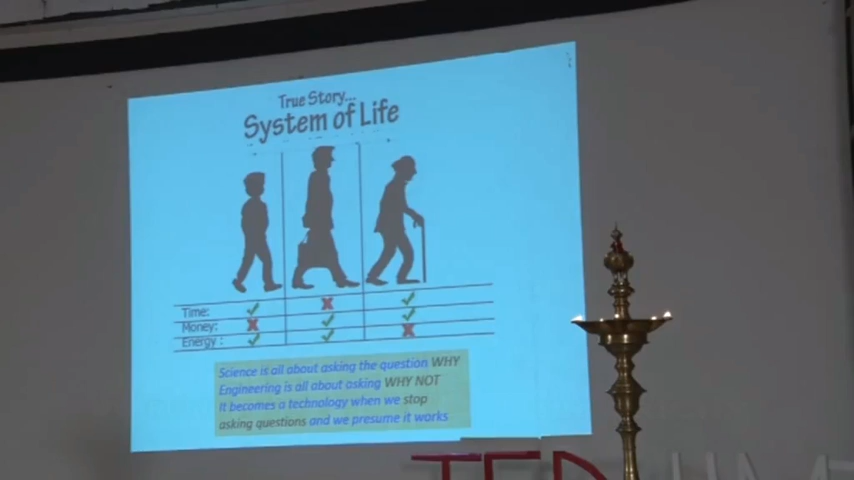 True Story...
System of Life
Time: ✓ x ✓
Money: x ✓ ✓
Energy : ✓ ✓ x
Science is all about asking the question WHY
Engineering is all about asking WHY NOT
It becomes a technology when we stop
asking questions and we presume it works
TED